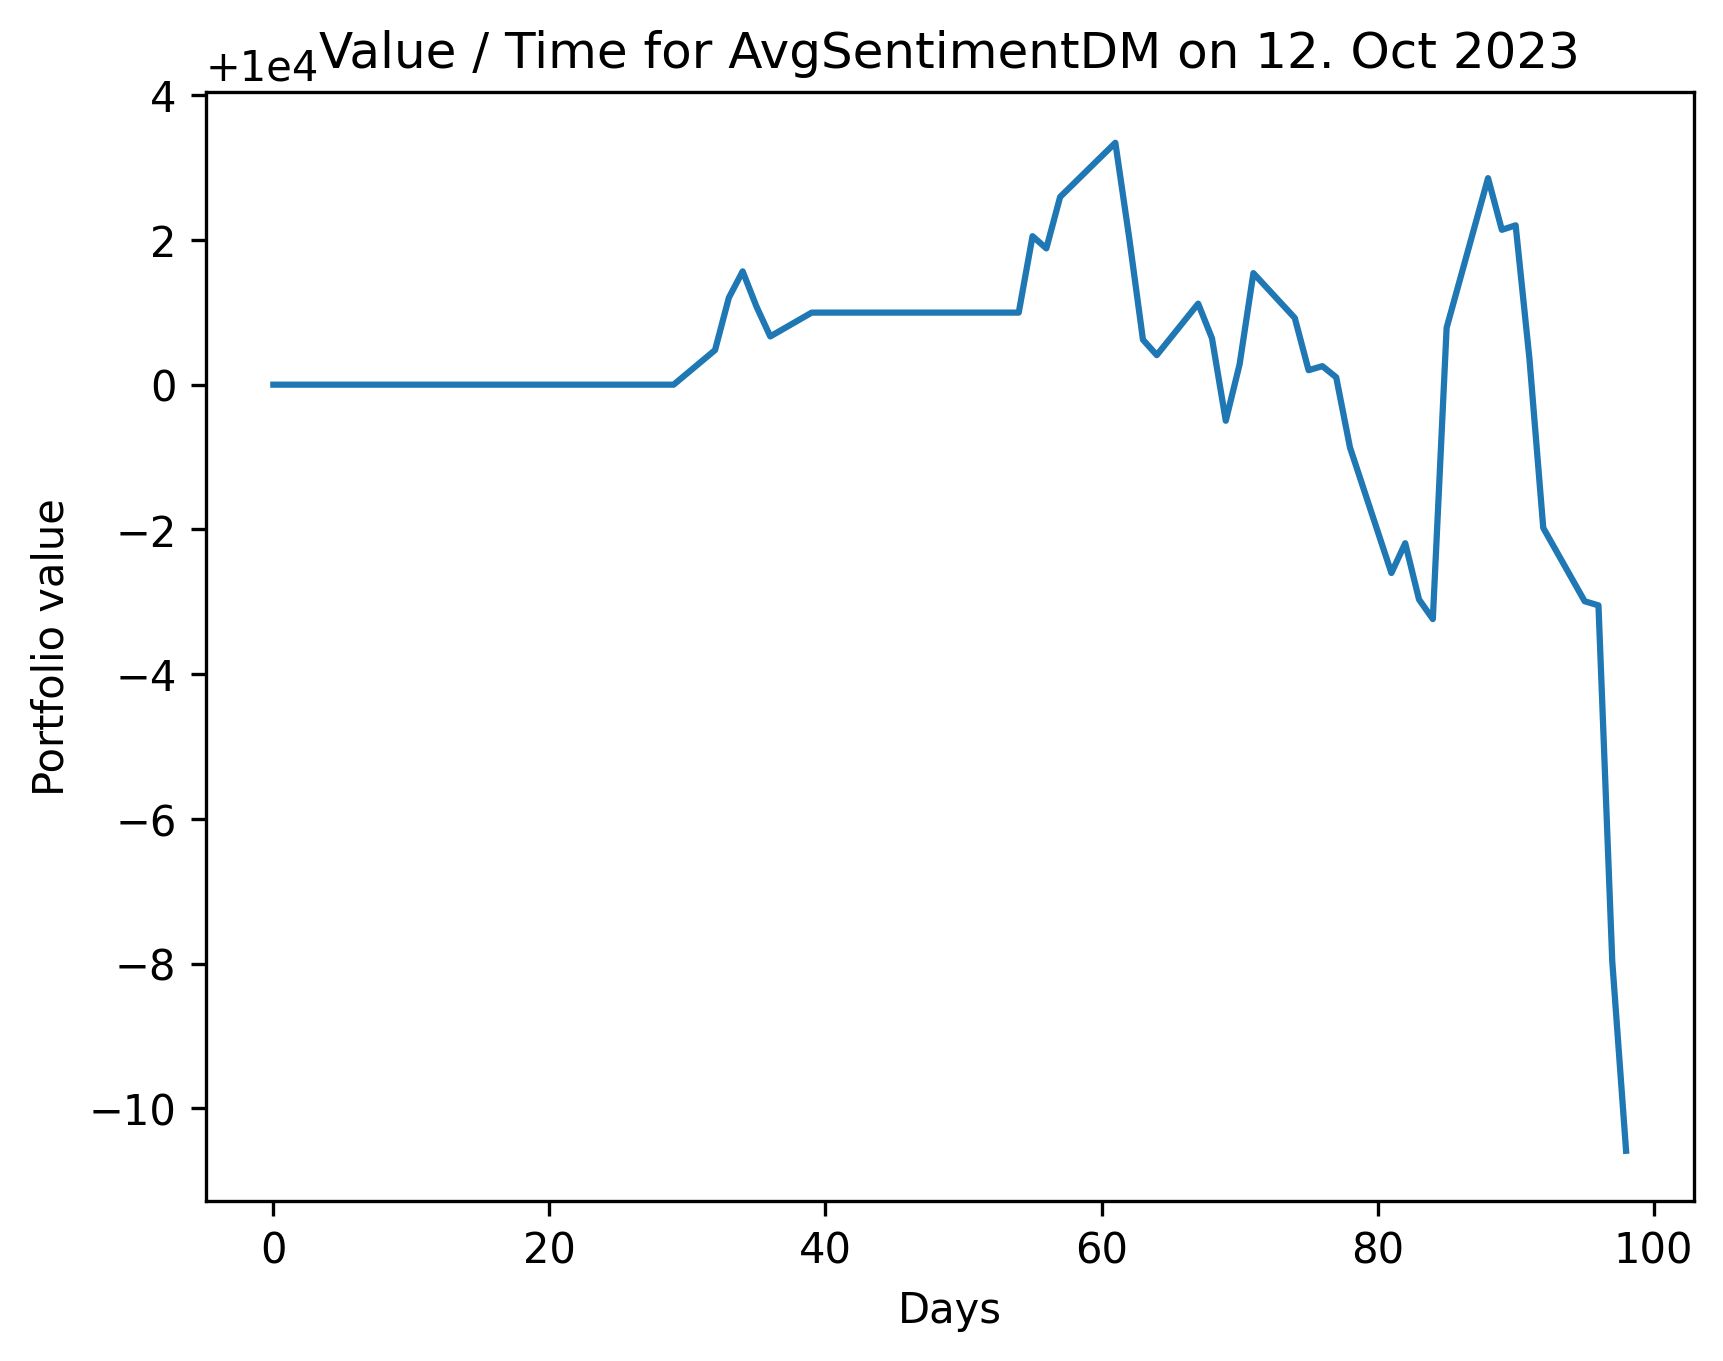 Value / Time for AvgSentimentDM on 12. Oct 2023
+1e4
4
2
0
−2
−4
−6
−8
−10
Portfolio value
0 20 40 60 80 100
Days